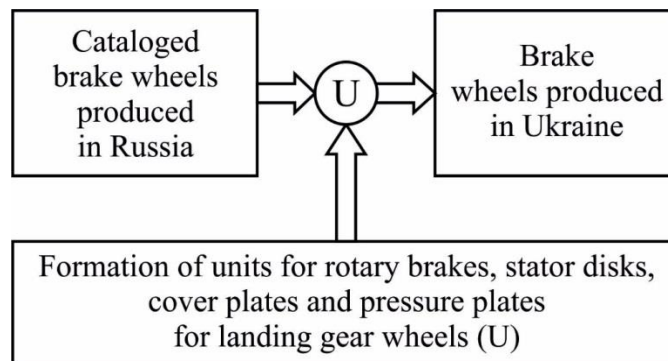 Cataloged
brake wheels
produced
in Russia
U
Brake
wheels produced
in Ukraine
Formation of units for rotary brakes, stator disks,
cover plates and pressure plates
for landing gear wheels (U)